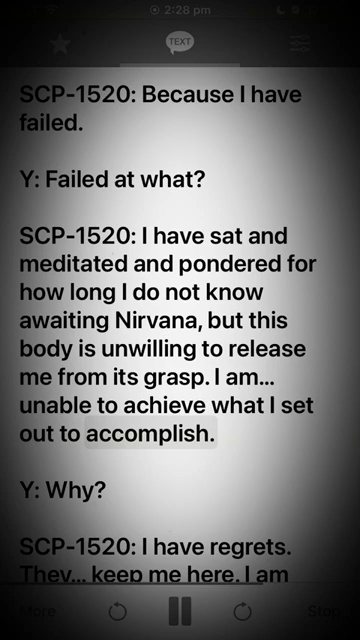 2:28 pm
TEXT
SCP-1520: Because I have
failed.
Y: Failed at what?
SCP-1520: I have sat and
meditated and pondered for
how long I do not know
awaiting Nirvana, but this
body is unwilling to release
me from its grasp. I am...
unable to achieve what I set
out to accomplish.
Y: Why?
SCP-1520: I have regrets.
They... keep me here. I am
More
Stop